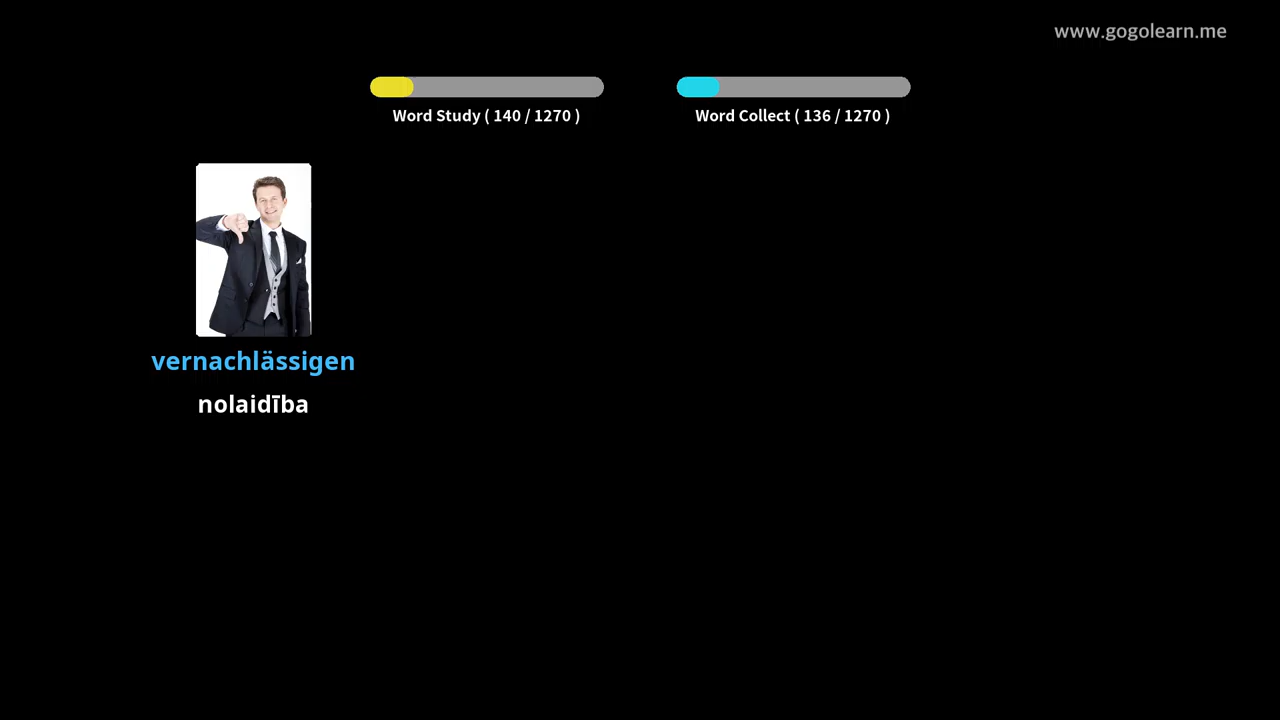 www.gogolearn.me
Word Study ( 140 / 1270 )
Word Collect ( 136 / 1270 )
vernachlässigen
nolaidība